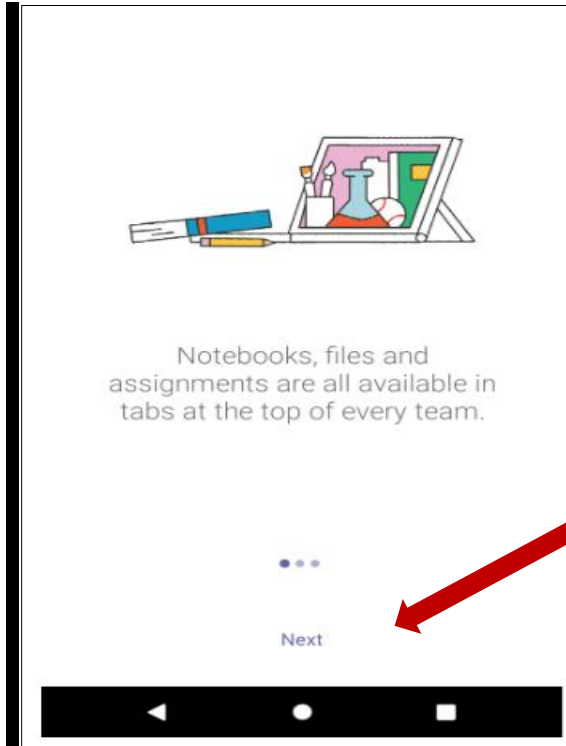 Notebooks, files and
assignments are all available in
tabs at the top of every team.
Next